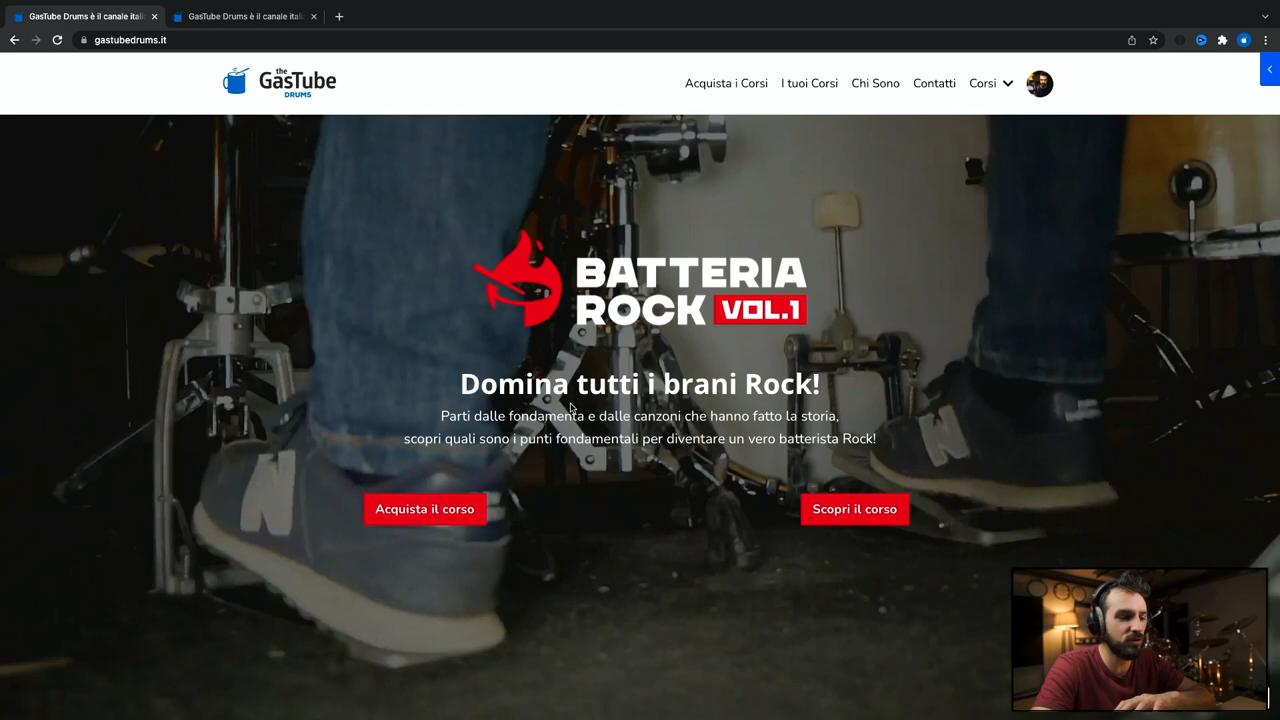 GasTube Drums è il canale itali
GasTube Drums è il canale itali
gastubedrums.it
the
GasTube
DRUMS
Acquista i Corsi
I tuoi Corsi
Chi Sono
Contatti
Corsi
BATTERIA
ROCK VOL.1
Domina tutti i brani Rock!
Parti dalle fondamenta e dalle canzoni che hanno fatto la storia,
scopri quali sono i punti fondamentali per diventare un vero batterista Rock!
Acquista il corso
Scopri il corso
N